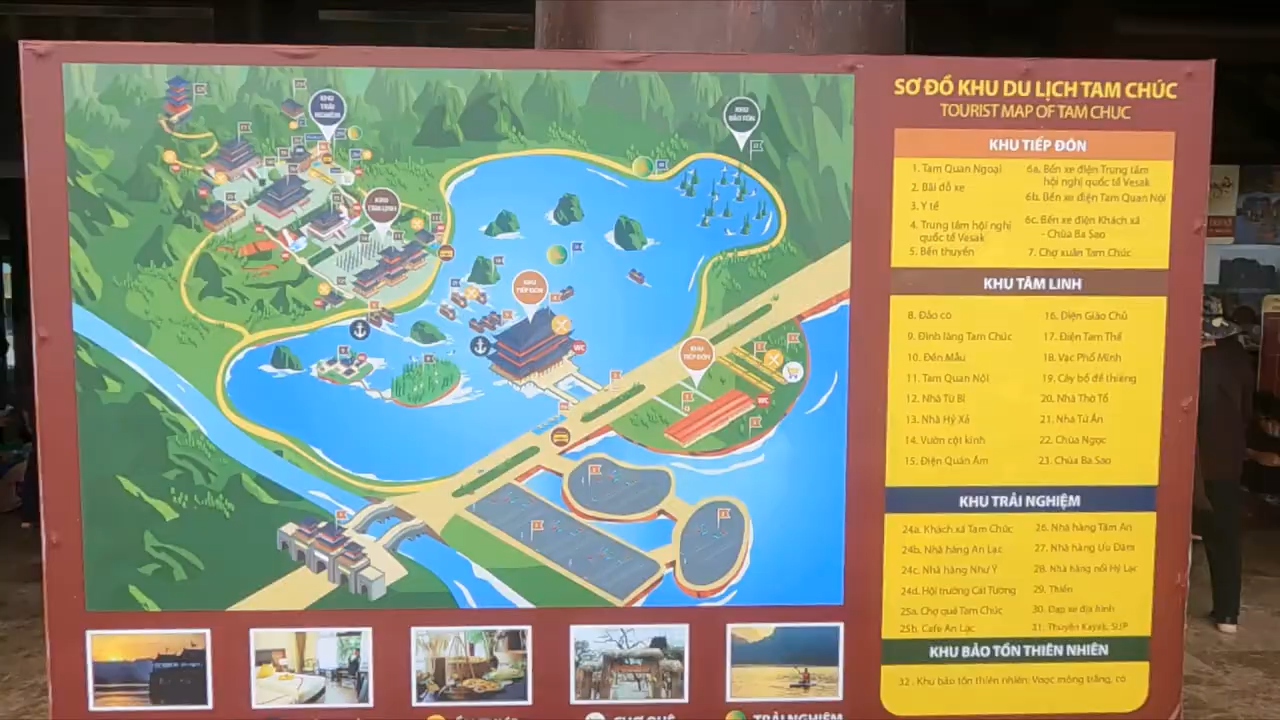 KHU TRẢI NGHIỆM
KHU BẢO TỒN
KHU TÂM LINH
KHU TIẾP ĐÓN
KHU TIẾP ĐÓN
WC
WC
SƠ ĐỒ KHU DU LỊCH TAM CHÚC
TOURIST MAP OF TAM CHUC
KHU TIẾP ĐÓN
1. Tam Quan Ngoại
2. Bãi đỗ xe
3. Y tế
4. Trung tâm hội nghị
quốc tế Vesak
5. Bến thuyền
6a. Bến xe điện Trung tâm
hội nghị quốc tế Vesak
6b. Bến xe điện Tam Quan Nội
6c. Bến xe điện Khách xá
- Chùa Ba Sao
7. Chợ xuân Tam Chúc
KHU TÂM LINH
8. Đảo cò
9. Đình làng Tam Chúc
10. Đền Mẫu
11. Tam Quan Nội
12. Nhà Từ Bi
13. Nhà Hỷ Xả
14. Vườn cột kinh
15. Điện Quán Âm
16. Điện Giáo Chủ
17. Điện Tam Thế
18. Vạc Phổ Minh
19. Cây bồ đề thiêng
20. Nhà Thờ Tổ
21. Nhà Tứ Ân
22. Chùa Ngọc
23. Chùa Ba Sao
KHU TRẢI NGHIỆM
24a. Khách xá Tam Chúc
24b. Nhà hàng An Lạc
24c. Nhà hàng Như Ý
24d. Hội trường Cát Tường
25a. Chợ quê Tam Chúc
25b. Cafe An Lạc
26. Nhà hàng Tâm An
27. Nhà hàng Ưu Đàm
28. Nhà hàng nổi Hỷ Lạc
29. Thiền
30. Đạp xe địa hình
31. Thuyền Kayak, SUP
KHU BẢO TỒN THIÊN NHIÊN
32. Khu bảo tồn thiên nhiên: Voọc mông trắng, cò
CHỢ QUÊ
TRẢI NGHIỆM